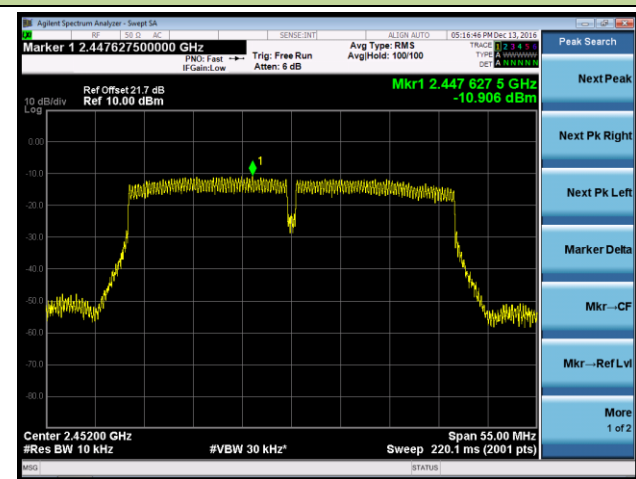 Agilent Spectrum Analyzer - Swept SA
RF 50 Ω AC SENSE:INT ALIGN AUTO 05:16:46 PM Dec 13, 2016
Marker 1 2.447627500000 GHz
PNO: Fast Trig: Free Run Avg Type: RMS TRACE 1 2 3 4 5 6
IFGain:Low Atten: 6 dB Avg|Hold: 100/100 TYPE A WWWWW
DET A N N N N N
Peak Search
Mkr1 2.447 627 5 GHz
-10.906 dBm
Ref Offset 21.7 dB
10 dB/div Ref 10.00 dBm
Log
0.00
-10.0
-20.0
-30.0
-40.0
-50.0
-60.0
-70.0
-80.0
1
Center 2.45200 GHz Span 55.00 MHz
#Res BW 10 kHz #VBW 30 kHz* Sweep 220.1 ms (2001 pts)
MSG STATUS
Next Peak
Next Pk Right
Next Pk Left
Marker Delta
Mkr→CF
Mkr→Ref Lvl
More
1 of 2